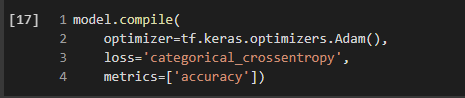 [17] 1 model.compile(
2     optimizer=tf.keras.optimizers.Adam(),
3     loss='categorical_crossentropy',
4     metrics=['accuracy'])